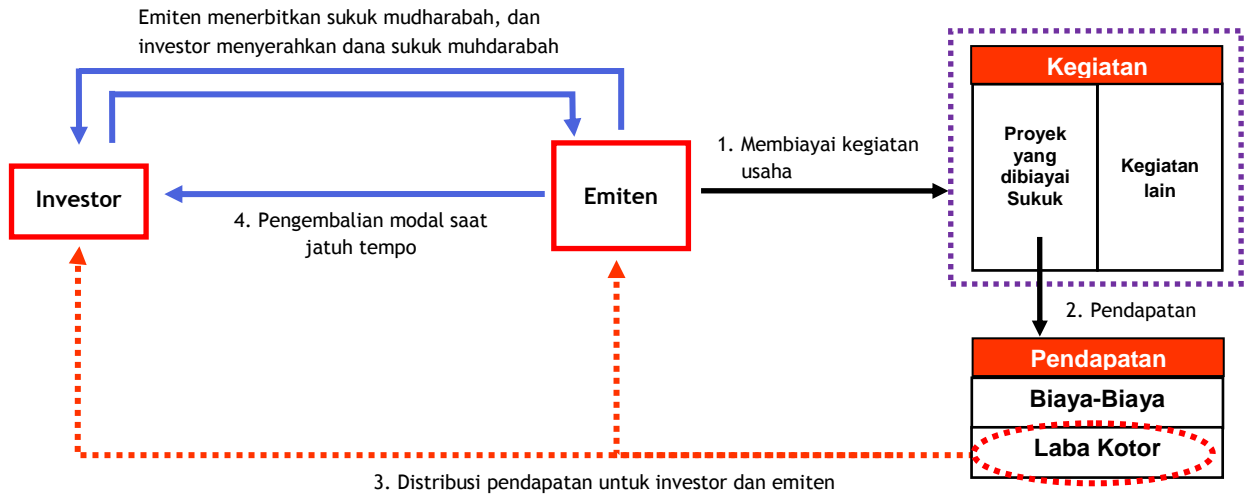 Emiten menerbitkan sukuk mudharabah, dan
investor menyerahkan dana sukuk muhdarabah
Kegiatan
Proyek
yang
dibiayai
Sukuk
Kegiatan
lain
1. Membiayai kegiatan
usaha
Investor
Emiten
4. Pengembalian modal saat
jatuh tempo
2. Pendapatan
Pendapatan
Biaya-Biaya
Laba Kotor
3. Distribusi pendapatan untuk investor dan emiten